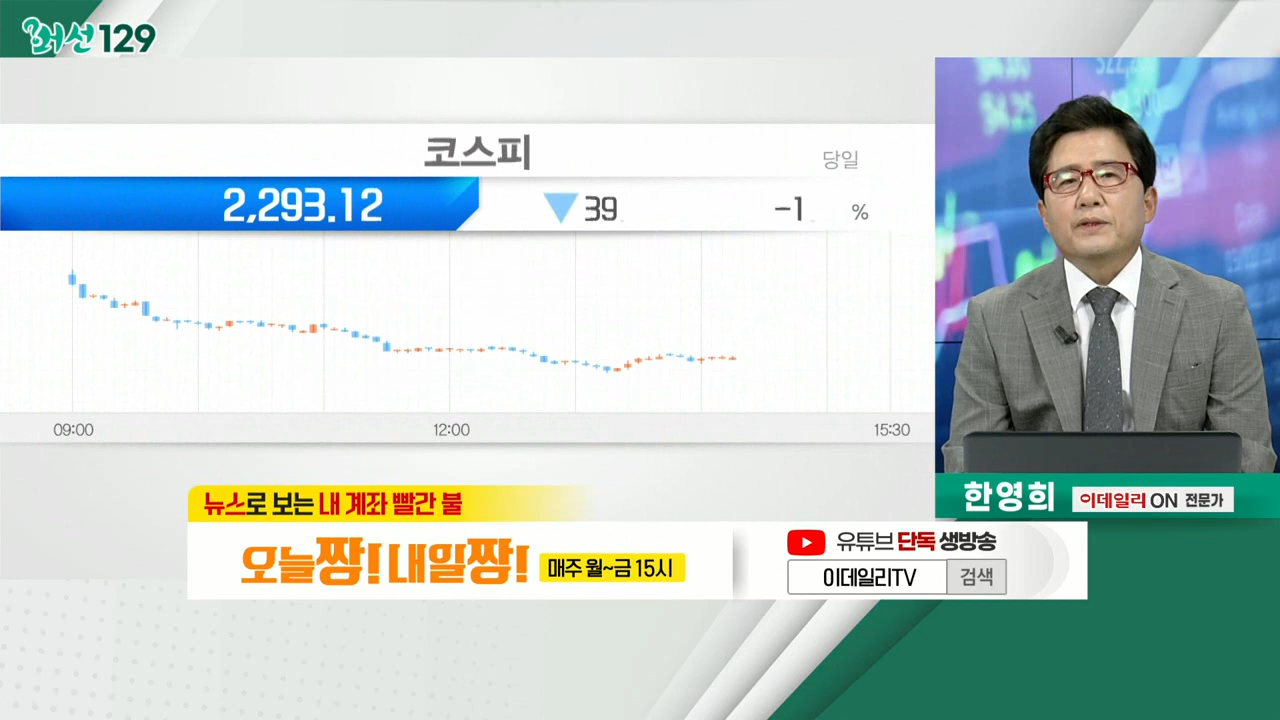 최선129
코스피
당일
2,293.12
▼ 39
-1 %
09:00
12:00
15:30
한영희
이데일리 ON 전문가
뉴스로 보는 내 계좌 빨간 불
오늘짱! 내일짱!
매주 월~금 15시
유튜브 단독 생방송
이데일리TV
검색